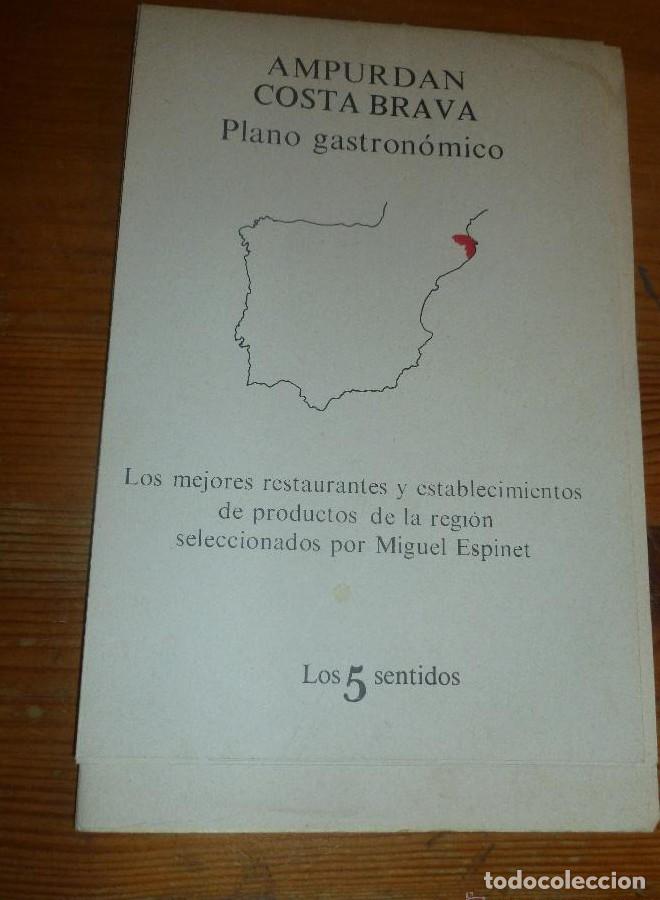 AMPURDAN
COSTA BRAVA
Plano gastronómico
Los mejores restaurantes y establecimientos
de productos de la región
seleccionados por Miguel Espinet
Los 5 sentidos
todocoleccion